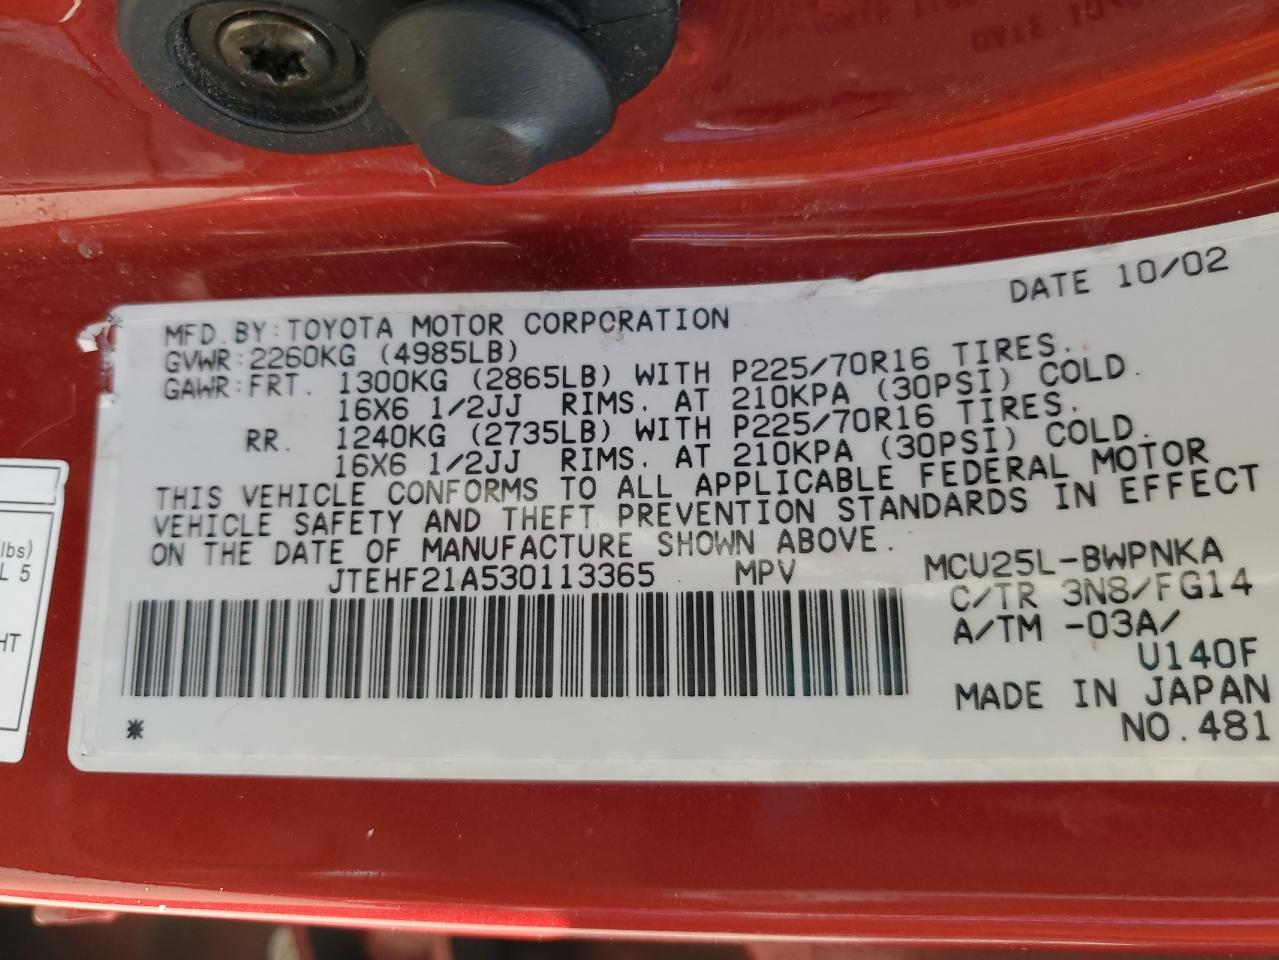 DATE 10/02
MFD. BY: TOYOTA MOTOR CORPORATION
GVWR: 2260KG (4985LB)
GAWR: FRT. 1300KG (2865LB) WITH P225/70R16 TIRES.
16X6 1/2JJ RIMS. AT 210KPA (30PSI) COLD.
RR. 1240KG (2735LB) WITH P225/70R16 TIRES.
16X6 1/2JJ RIMS. AT 210KPA (30PSI) COLD.
THIS VEHICLE CONFORMS TO ALL APPLICABLE FEDERAL MOTOR
VEHICLE SAFETY AND THEFT PREVENTION STANDARDS IN EFFECT
ON THE DATE OF MANUFACTURE SHOWN ABOVE.
JTEHF21A530113365 MPV MCU25L-BWPNKA
C/TR 3N8/FG14
A/TM -03A/
U140F
MADE IN JAPAN
NO. 481
lbs)
L 5
HT